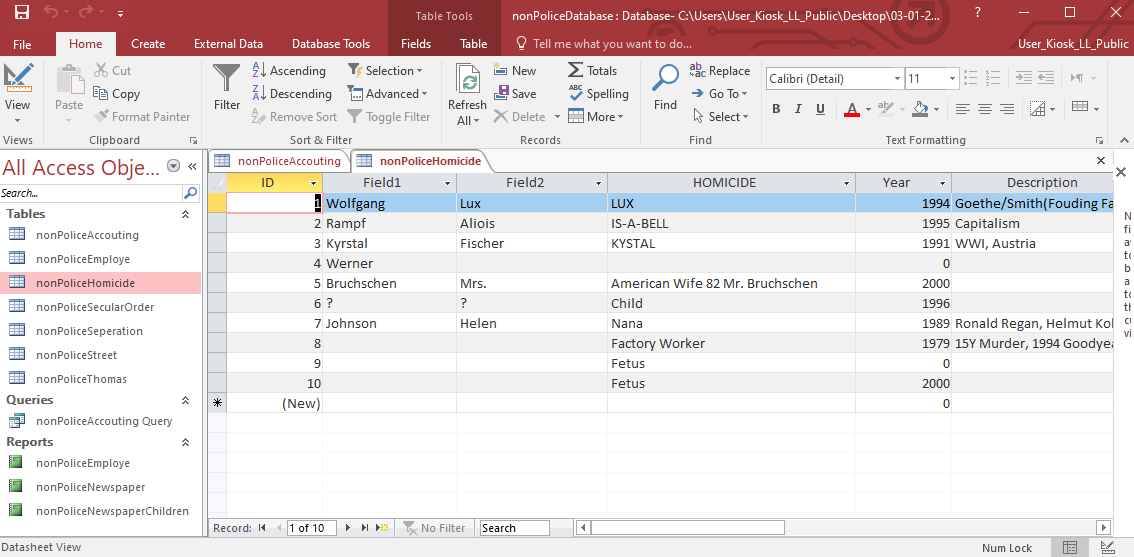 Table Tools
nonPoliceDatabase : Database- C:\Users\User_Kiosk_LL_Public\Desktop\03-01-2...
?
File Home Create External Data Database Tools Fields Table Tell me what you want to do... User_Kiosk_LL_Public
View
Views
Paste
Cut
Copy
Format Painter
Clipboard
Filter
Ascending
Descending
Remove Sort
Selection
Advanced
Toggle Filter
Sort & Filter
Refresh
All
New
Save
Delete
Totals
Spelling
More
Records
Find
Replace
Go To
Select
Find
Calibri (Detail) 11
B I U A
Text Formatting
All Access Obje...
Search...
Tables
nonPoliceAccouting
nonPoliceEmploye
nonPoliceHomicide
nonPoliceSecularOrder
nonPoliceSeperation
nonPoliceStreet
nonPoliceThomas
Queries
nonPoliceAccouting Query
Reports
nonPoliceEmploye
nonPoliceNewspaper
nonPoliceNewspaperChildren
nonPoliceAccouting nonPoliceHomicide
ID Field1 Field2 HOMICIDE Year Description
1 Wolfgang Lux LUX 1994 Goethe/Smith(Fouding Fa
2 Rampf Aliois IS-A-BELL 1995 Capitalism
3 Kyrstal Fischer KYSTAL 1991 WWI, Austria
4 Werner 0
5 Bruchschen Mrs. American Wife 82 Mr. Bruchschen 2000
6 ? ? Child 1996
7 Johnson Helen Nana 1989 Ronald Regan, Helmut Kol
8 Factory Worker 1979 15Y Murder, 1994 Goodyea
9 Fetus 0
10 Fetus 2000
(New) 0
Record: 1 of 10 No Filter Search
Datasheet View Num Lock